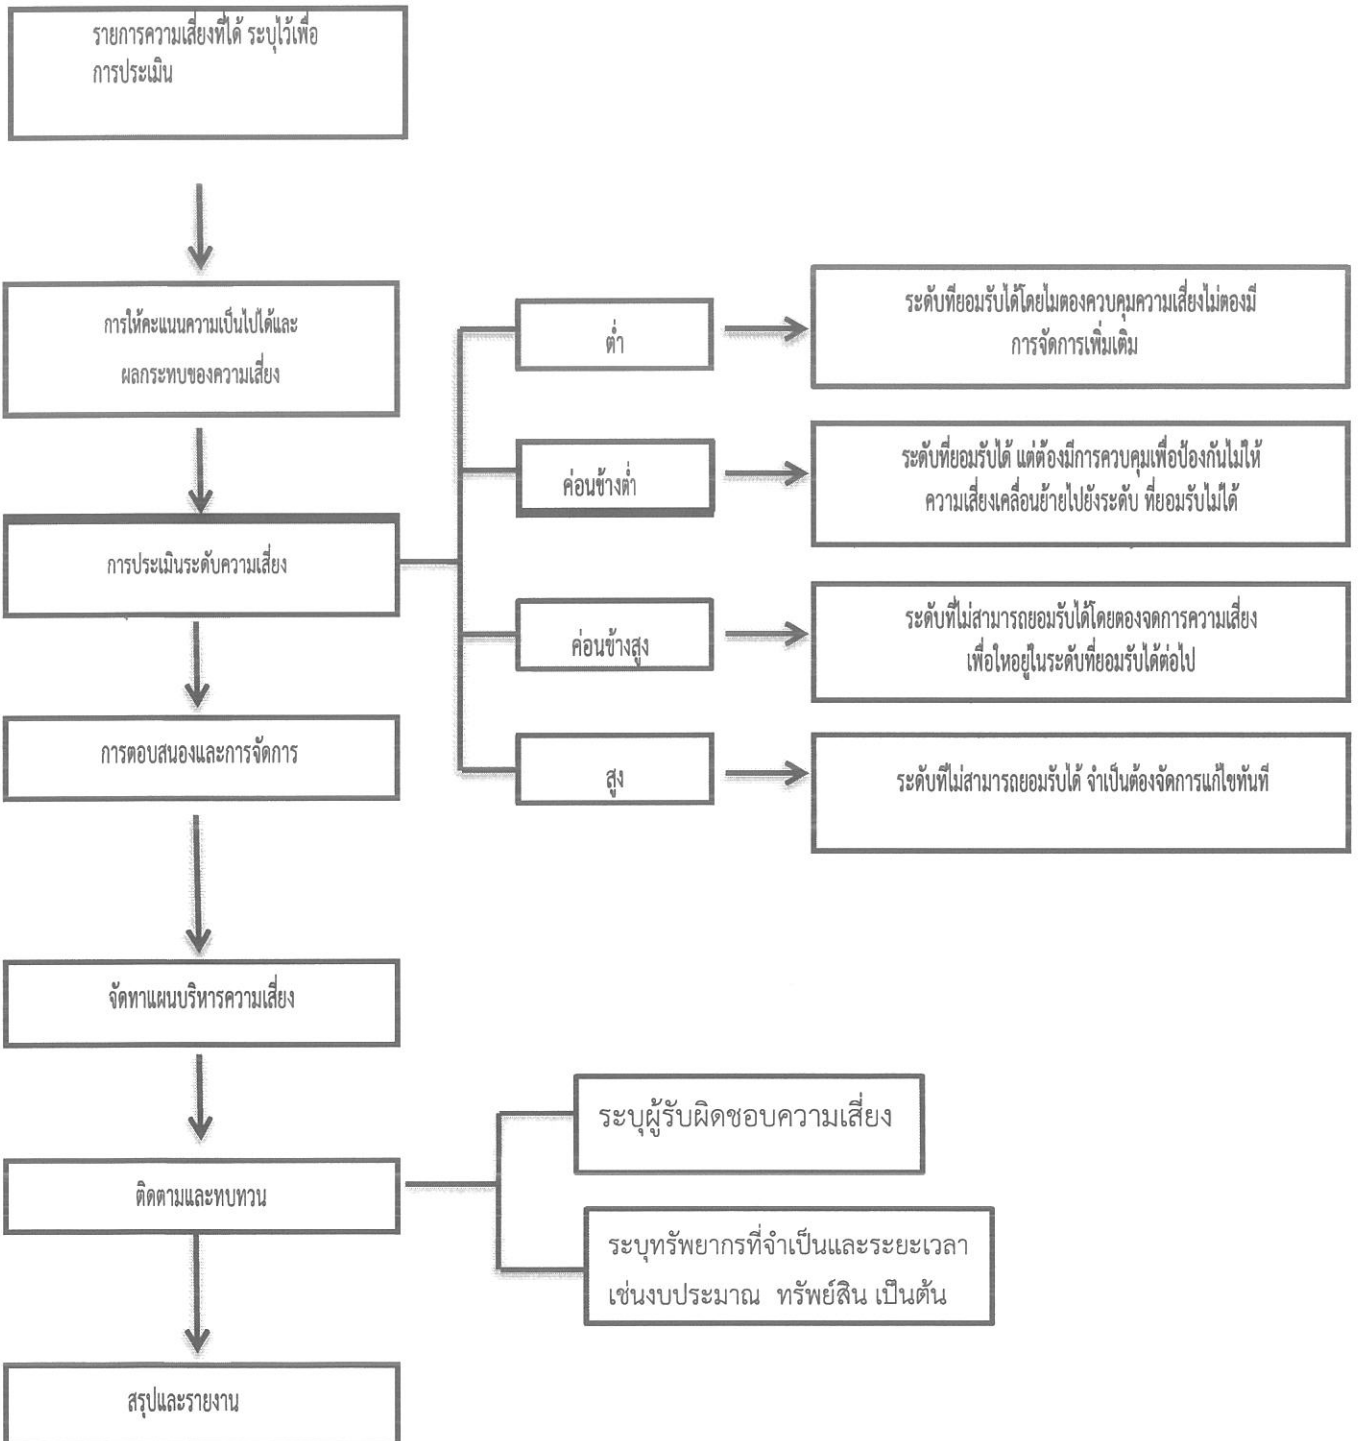 รายการความเสี่ยงที่ได้ ระบุไว้เพื่อ
การประเมิน
การให้คะแนนความเป็นไปได้และ
ผลกระทบของความเสี่ยง
การประเมินระดับความเสี่ยง
ต่ำ
ระดับที่ยอมรับได้โดยไมตองควบคุมความเสี่ยงไม่ตองมี
การจัดการเพิ่มเติม
ค่อนข้างต่ำ
ระดับที่ยอมรับได้ แต่ต้องมีการควบคุมเพื่อป้องกันไม่ให้
ความเสี่ยงเคลื่อนย้ายไปยังระดับ ที่ยอมรับไม่ได้
ค่อนข้างสูง
ระดับที่ไม่สามารถยอมรับได้โดยตองจดการความเสี่ยง
เพื่อใหอยู่ในระดับที่ยอมรับได้ต่อไป
สูง
ระดับที่ไม่สามารถยอมรับได้ จำเป็นต้องจัดการแก้ไขทันที
การตอบสนองและการจัดการ
จัดทาแผนบริหารความเสี่ยง
ติดตามและทบทวน
ระบุผู้รับผิดชอบความเสี่ยง
ระบุทรัพยากรที่จำเป็นและระยะเวลา
เช่นงบประมาณ ทรัพย์สิน เป็นต้น
สรุปและรายงาน